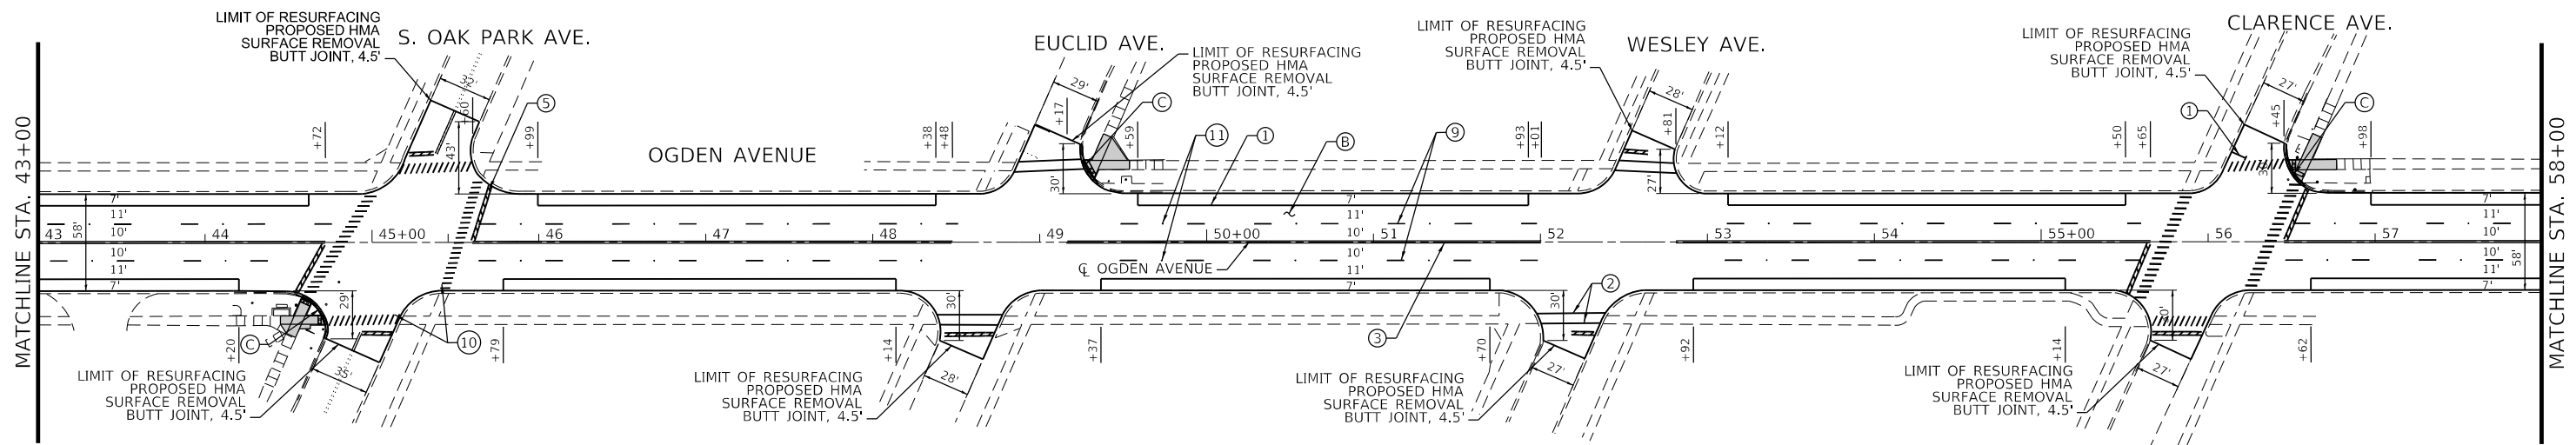 MATCHLINE STA. 43+00
LIMIT OF RESURFACING
PROPOSED HMA
SURFACE REMOVAL
BUTT JOINT, 4.5'
S. OAK PARK AVE.
35'
+60
43'
5
+72
+99
OGDEN AVENUE
+38
+48
EUCLID AVE.
LIMIT OF RESURFACING
PROPOSED HMA
SURFACE REMOVAL
BUTT JOINT, 4.5'
29'
+17
30'
C
+59
11
1
B
9
LIMIT OF RESURFACING
PROPOSED HMA
SURFACE REMOVAL
BUTT JOINT, 4.5'
WESLEY AVE.
28'
+93
+01
+81
27'
+12
LIMIT OF RESURFACING
PROPOSED HMA
SURFACE REMOVAL
BUTT JOINT, 4.5'
CLARENCE AVE.
27'
+45
1
C
+50
+65
+98
MATCHLINE STA. 58+00
7'
11'
10'
58'
10'
11'
7'
43
44
45+00
46
47
48
49
50+00
51
52
53
54
55+00
56
57
7'
11'
10'
10'
11'
7'
℄ OGDEN AVENUE
7'
11'
10'
10'
11'
7'
58'
29'
C
+20
10
+79
35'
LIMIT OF RESURFACING
PROPOSED HMA
SURFACE REMOVAL
BUTT JOINT, 4.5'
+14
30'
28'
LIMIT OF RESURFACING
PROPOSED HMA
SURFACE REMOVAL
BUTT JOINT, 4.5'
+37
3
+70
30'
2
27'
LIMIT OF RESURFACING
PROPOSED HMA
SURFACE REMOVAL
BUTT JOINT, 4.5'
+92
+14
27'
+62
LIMIT OF RESURFACING
PROPOSED HMA
SURFACE REMOVAL
BUTT JOINT, 4.5'